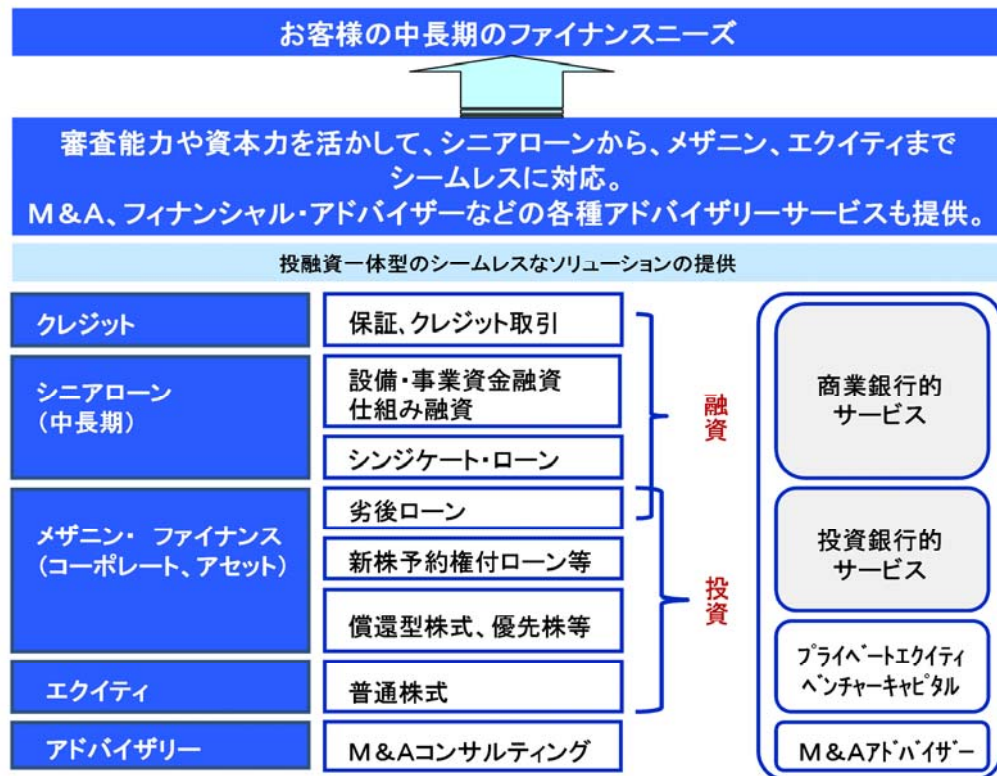 お客様の中長期のファイナンスニーズ
審査能力や資本力を活かして、シニアローンから、メザニン、エクイティまで
シームレスに対応。
M&A、フィナンシャル・アドバイザーなどの各種アドバイザリーサービスも提供。
投融資一体型のシームレスなソリューションの提供
クレジット
保証、クレジット取引
シニアローン
(中長期)
設備・事業資金融資
仕組み融資
シンジケート・ローン
融資
商業銀行的
サービス
メザニン・ ファイナンス
(コーポレート、アセット)
劣後ローン
新株予約権付ローン等
償還型株式、優先株等
投資
投資銀行的
サービス
エクイティ
普通株式
プライベートエクイティ
ベンチャーキャピタル
アドバイザリー
M&Aコンサルティング
M&Aアドバイザー